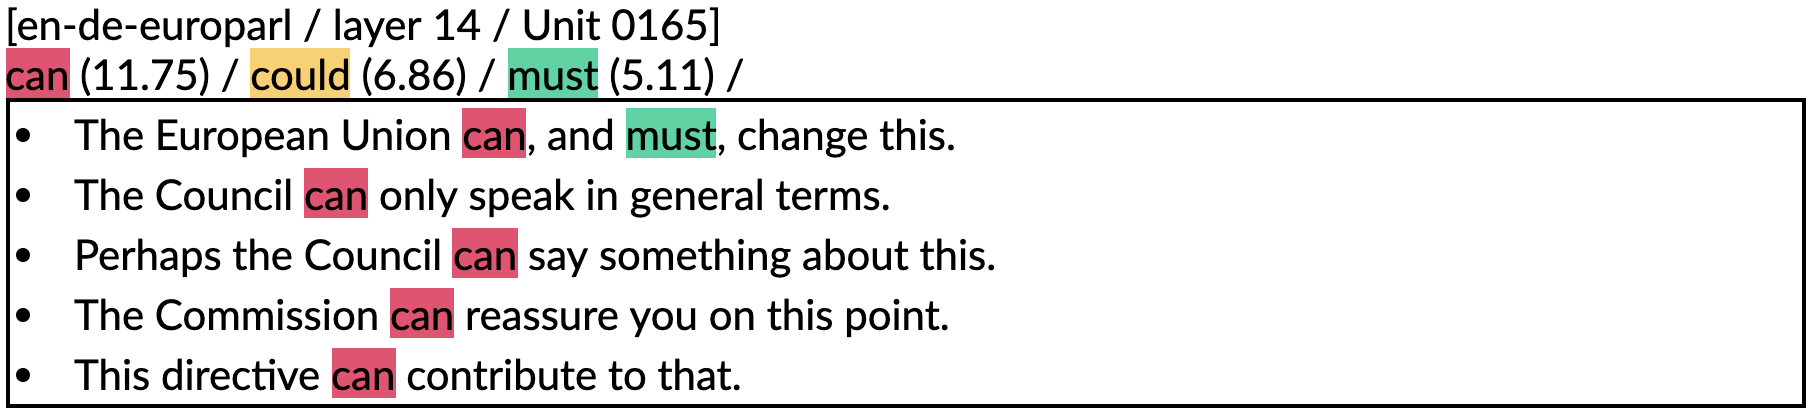 [en-de-europarl / layer 14 / Unit 0165]
can (11.75) / could (6.86) / must (5.11) /
• The European Union can, and must, change this.
• The Council can only speak in general terms.
• Perhaps the Council can say something about this.
• The Commission can reassure you on this point.
• This directive can contribute to that.